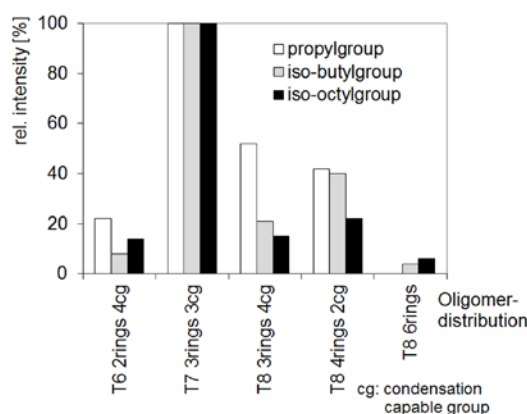 rel. intensity [%]
100
80
60
40
20
0
propylgroup
iso-butylgroup
iso-octylgroup
T6 2rings 4cg
T7 3rings 3cg
T8 3rings 4cg
T8 4rings 2cg
T8 6rings
Oligomer-
distribution
cg: condensation
capable group